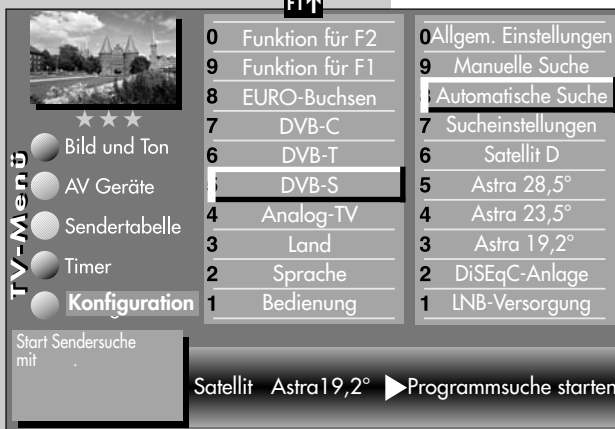 F1↑
TV-Menü
Bild und Ton
AV Geräte
Sendertabelle
Timer
Konfiguration
0 Funktion für F2
9 Funktion für F1
8 EURO-Buchsen
7 DVB-C
6 DVB-T
5 DVB-S
4 Analog-TV
3 Land
2 Sprache
1 Bedienung
0 Allgem. Einstellungen
9 Manuelle Suche
8 Automatische Suche
7 Sucheinstellungen
6 Satellit D
5 Astra 28,5°
4 Astra 23,5°
3 Astra 19,2°
2 DiSEqC-Anlage
1 LNB-Versorgung
Start Sendersuche
mit .
Satellit Astra19,2° ▶Programmsuche starten